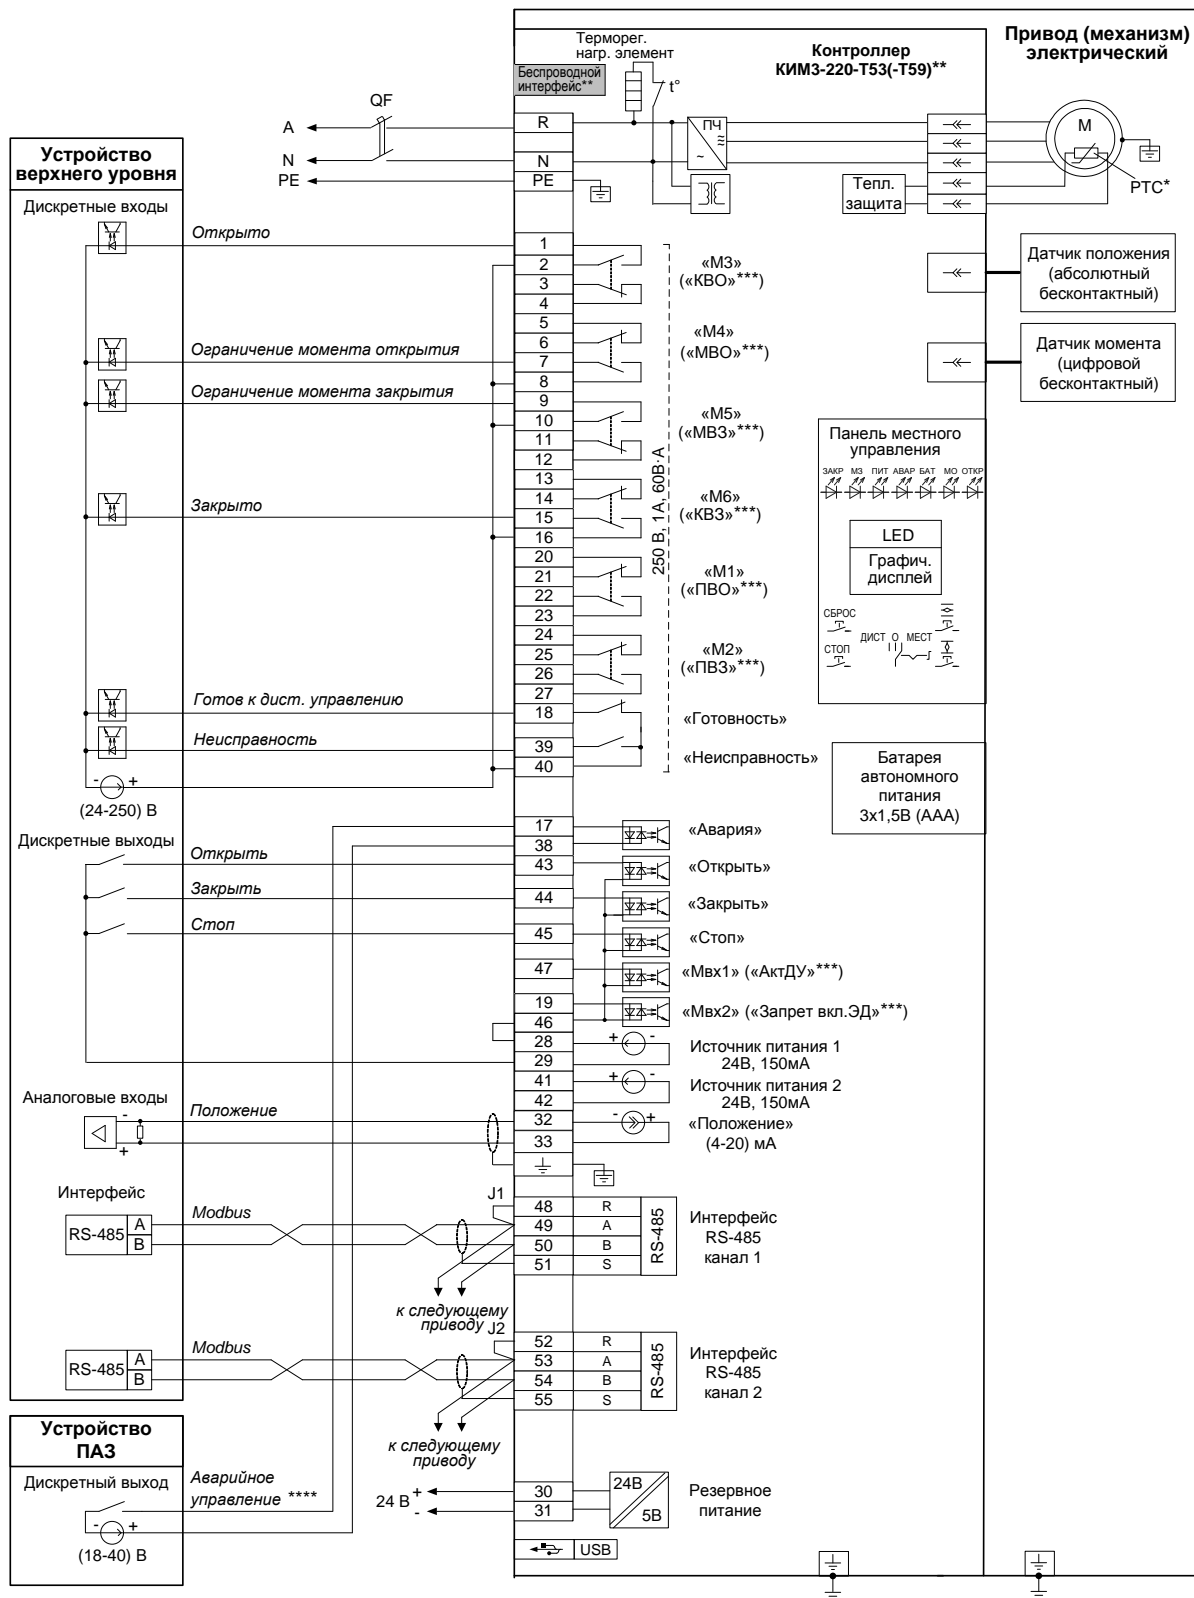 Привод (механизм)
электрический
Терморег.
нагр. элемент
Контроллер
КИМ3-220-Т53(-Т59)**
Беспроводной
интерфейс**
t°
QF
A
R
ПЧ
≈
~
M
N
N
PE
PE
Тепл.
защита
PTC*
Устройство
верхнего уровня
Дискретные входы
Открыто
1
2
3
4
«М3»
(«КВО»***)
Датчик положения
(абсолютный
бесконтактный)
Ограничение момента открытия
5
6
7
8
«М4»
(«МВО»***)
Датчик момента
(цифровой
бесконтактный)
Ограничение момента закрытия
9
10
11
12
«М5»
(«МВЗ»***)
Панель местного
управления
ЗАКР МЗ ПИТ АВАР БАТ МО ОТКР
Закрыто
13
14
15
16
«М6»
(«КВЗ»***)
250 В, 1А, 60В·А
LED
Графич.
дисплей
20
21
22
23
«М1»
(«ПВО»***)
СБРОС
СТОП
ДИСТ О МЕСТ
24
25
26
27
«М2»
(«ПВЗ»***)
Готов к дист. управлению
18
«Готовность»
Неисправность
39
40
«Неисправность»
Батарея
автономного
питания
3х1,5В (ААА)
- +
(24-250) В
Дискретные выходы
17
38
«Авария»
Открыть
43
«Открыть»
Закрыть
44
«Закрыть»
Стоп
45
«Стоп»
47
«Мвх1» («АктДУ»***)
19
«Мвх2» («Запрет вкл.ЭД»***)
46
28
29
+ -
Источник питания 1
24В, 150мА
41
42
+ -
Источник питания 2
24В, 150мА
Аналоговые входы
- +
Положение
32
33
- +
«Положение»
(4-20) мА
Интерфейс
RS-485
A
B
Modbus
J1
48 R
49 A
50 B
51 S
RS-485
Интерфейс
RS-485
канал 1
к следующему
приводу
J2
RS-485
A
B
Modbus
52 R
53 A
54 B
55 S
RS-485
Интерфейс
RS-485
канал 2
к следующему
приводу
Устройство
ПАЗ
Дискретный выход
Аварийное
управление ****
- +
(18-40) В
24 В
+
-
30
31
24В
5В
Резервное
питание
USB